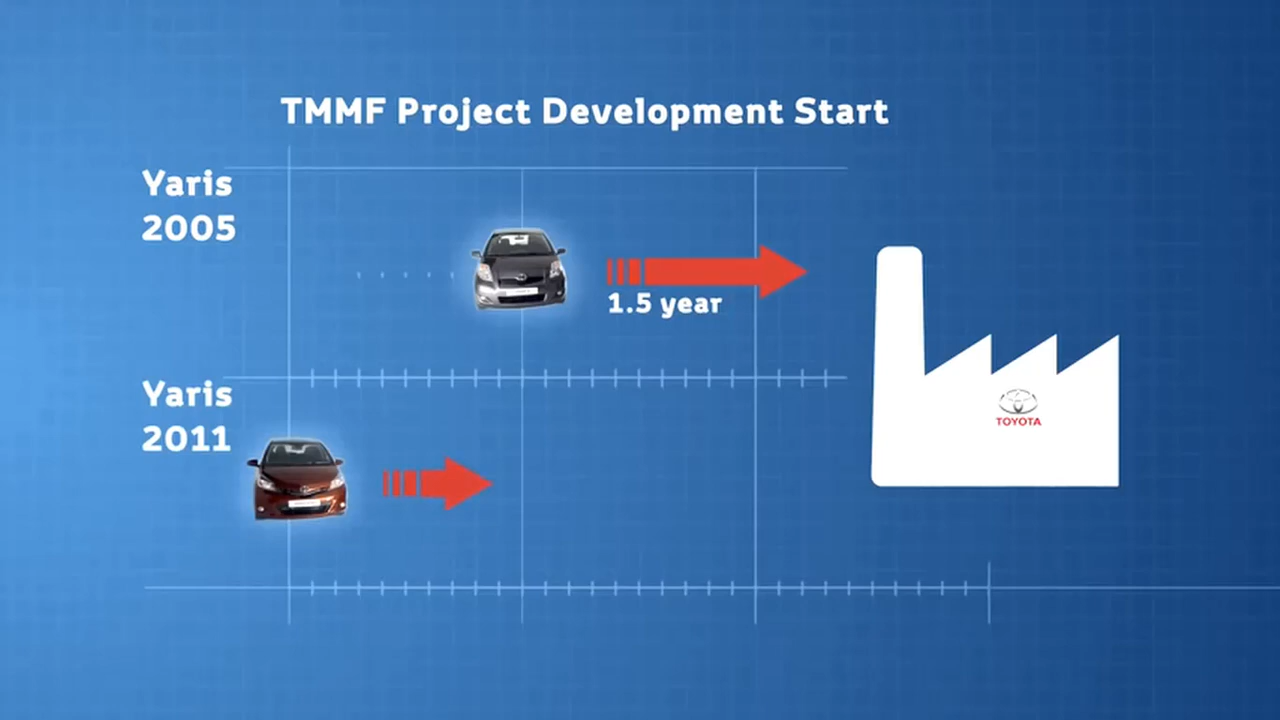 TMMF Project Development Start
Yaris
2005
1.5 year
Yaris
2011
TOYOTA